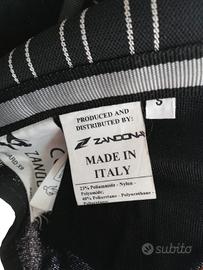 S
PRODUCED AND
DISTRIBUTED BY:
ZANDONA
MADE IN
ITALY
23% Poliammide - Nylon -
Polyamide;
40% Poliuretano - Polyurethane -
subito